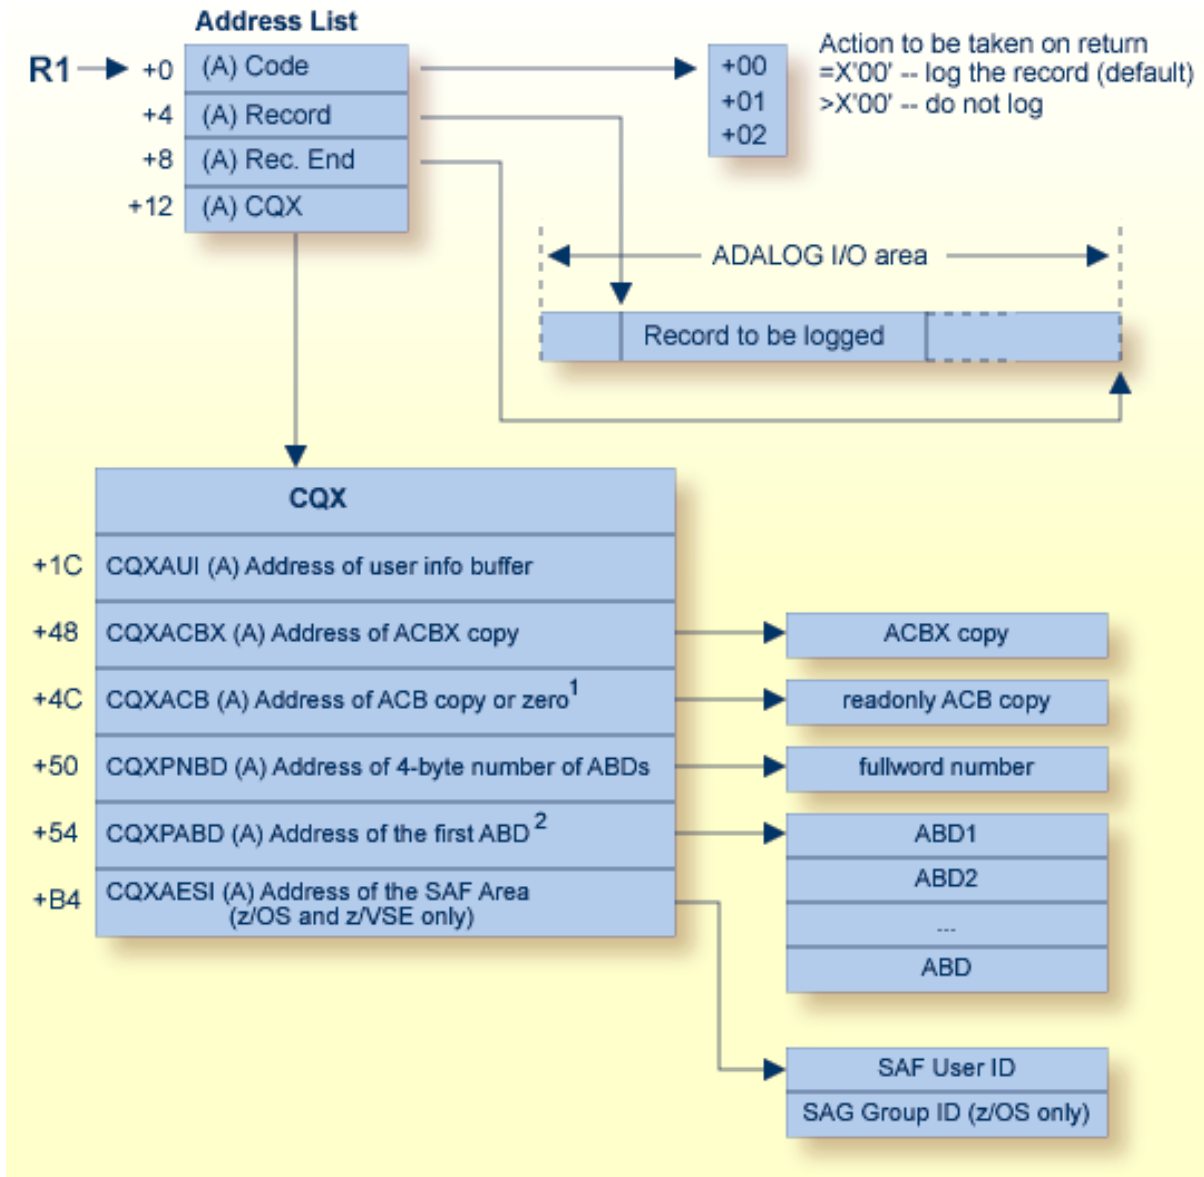 Address List
R1
+0 (A) Code
+4 (A) Record
+8 (A) Rec. End
+12 (A) CQX
+00
+01
+02
Action to be taken on return
=X'00' -- log the record (default)
>X'00' -- do not log
ADALOG I/O area
Record to be logged
CQX
+1C CQXAUI (A) Address of user info buffer
+48 CQXACBX (A) Address of ACBX copy
ACBX copy
+4C CQXACB (A) Address of ACB copy or zero1
readonly ACB copy
+50 CQXPNBD (A) Address of 4-byte number of ABDs
fullword number
+54 CQXPABD (A) Address of the first ABD2
ABD1
ABD2
...
ABD
+B4 CQXAESI (A) Address of the SAF Area
(z/OS and z/VSE only)
SAF User ID
SAG Group ID (z/OS only)